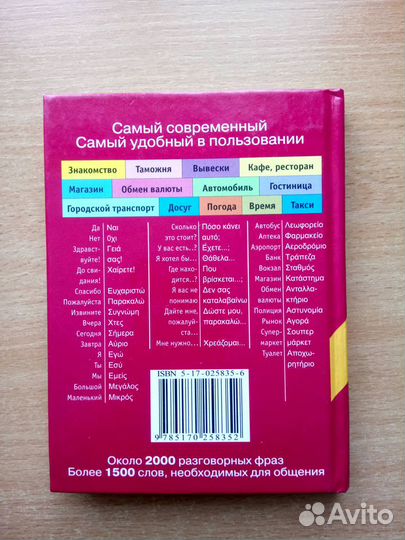 Самый современный
Самый удобный в пользовании
Знакомство Таможня Вывески Кафе, ресторан
Магазин Обмен валюты Автомобиль Гостиница
Городской транспорт Досуг Погода Время Такси
Да Ναι
Нет Όχι
Здравст- Γειά
вуйте! σας!
До сви- Χαίρετε!
дания!
Спасибо Ευχαριστώ
Пожалуйста Παρακαλώ
Извините Συγνώμη
Вчера Χτες
Сегодня Σήμερα
Завтра Αύριο
Я Εγώ
Ты Εσύ
Мы Εμείς
Большой Μεγάλος
Маленький Μικρός
Сколько Πόσο κάνει
это стоит? αυτό;
У вас есть..? Έχετε...;
Я хотел бы... Θάθελα...
Где нахо- Που
дится..? βρίσκεται...;
Я вас не Δεν σας
понимаю καταλαβαίνω
Дайте мне, Δώστε μου,
пожалуй- παρακαλώ...
ста...
Мне нужно... Χρεάζομαι...
Автобус Λεωφορείο
Аптека Φαρμακείο
Аэропорт Αεροδρόμιο
Банк Τράπεζα
Вокзал Σταθμός
Магазин Κατάστημα
Обмен Ανταλλα-
валюты κτήριο
Полиция Αστυνομία
Рынок Αγορά
Супер- Σουπερ
маркет μάρκετ
Туалет Αποχω-
ρητήριο
ISBN 5-17-025835-6
9 785170 258352
Около 2000 разговорных фраз
Более 1500 слов, необходимых для общения
Avito